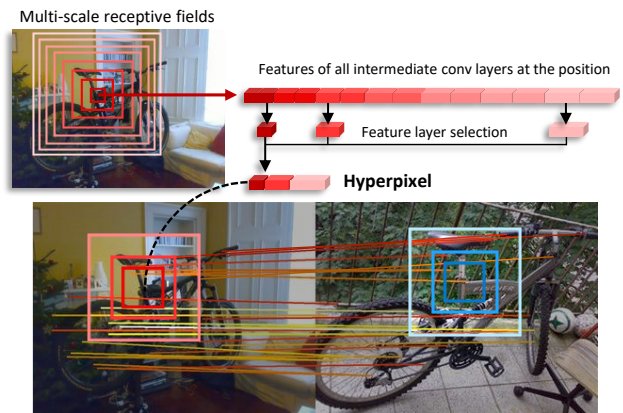 Multi-scale receptive fields
Features of all intermediate conv layers at the position
Feature layer selection
Hyperpixel